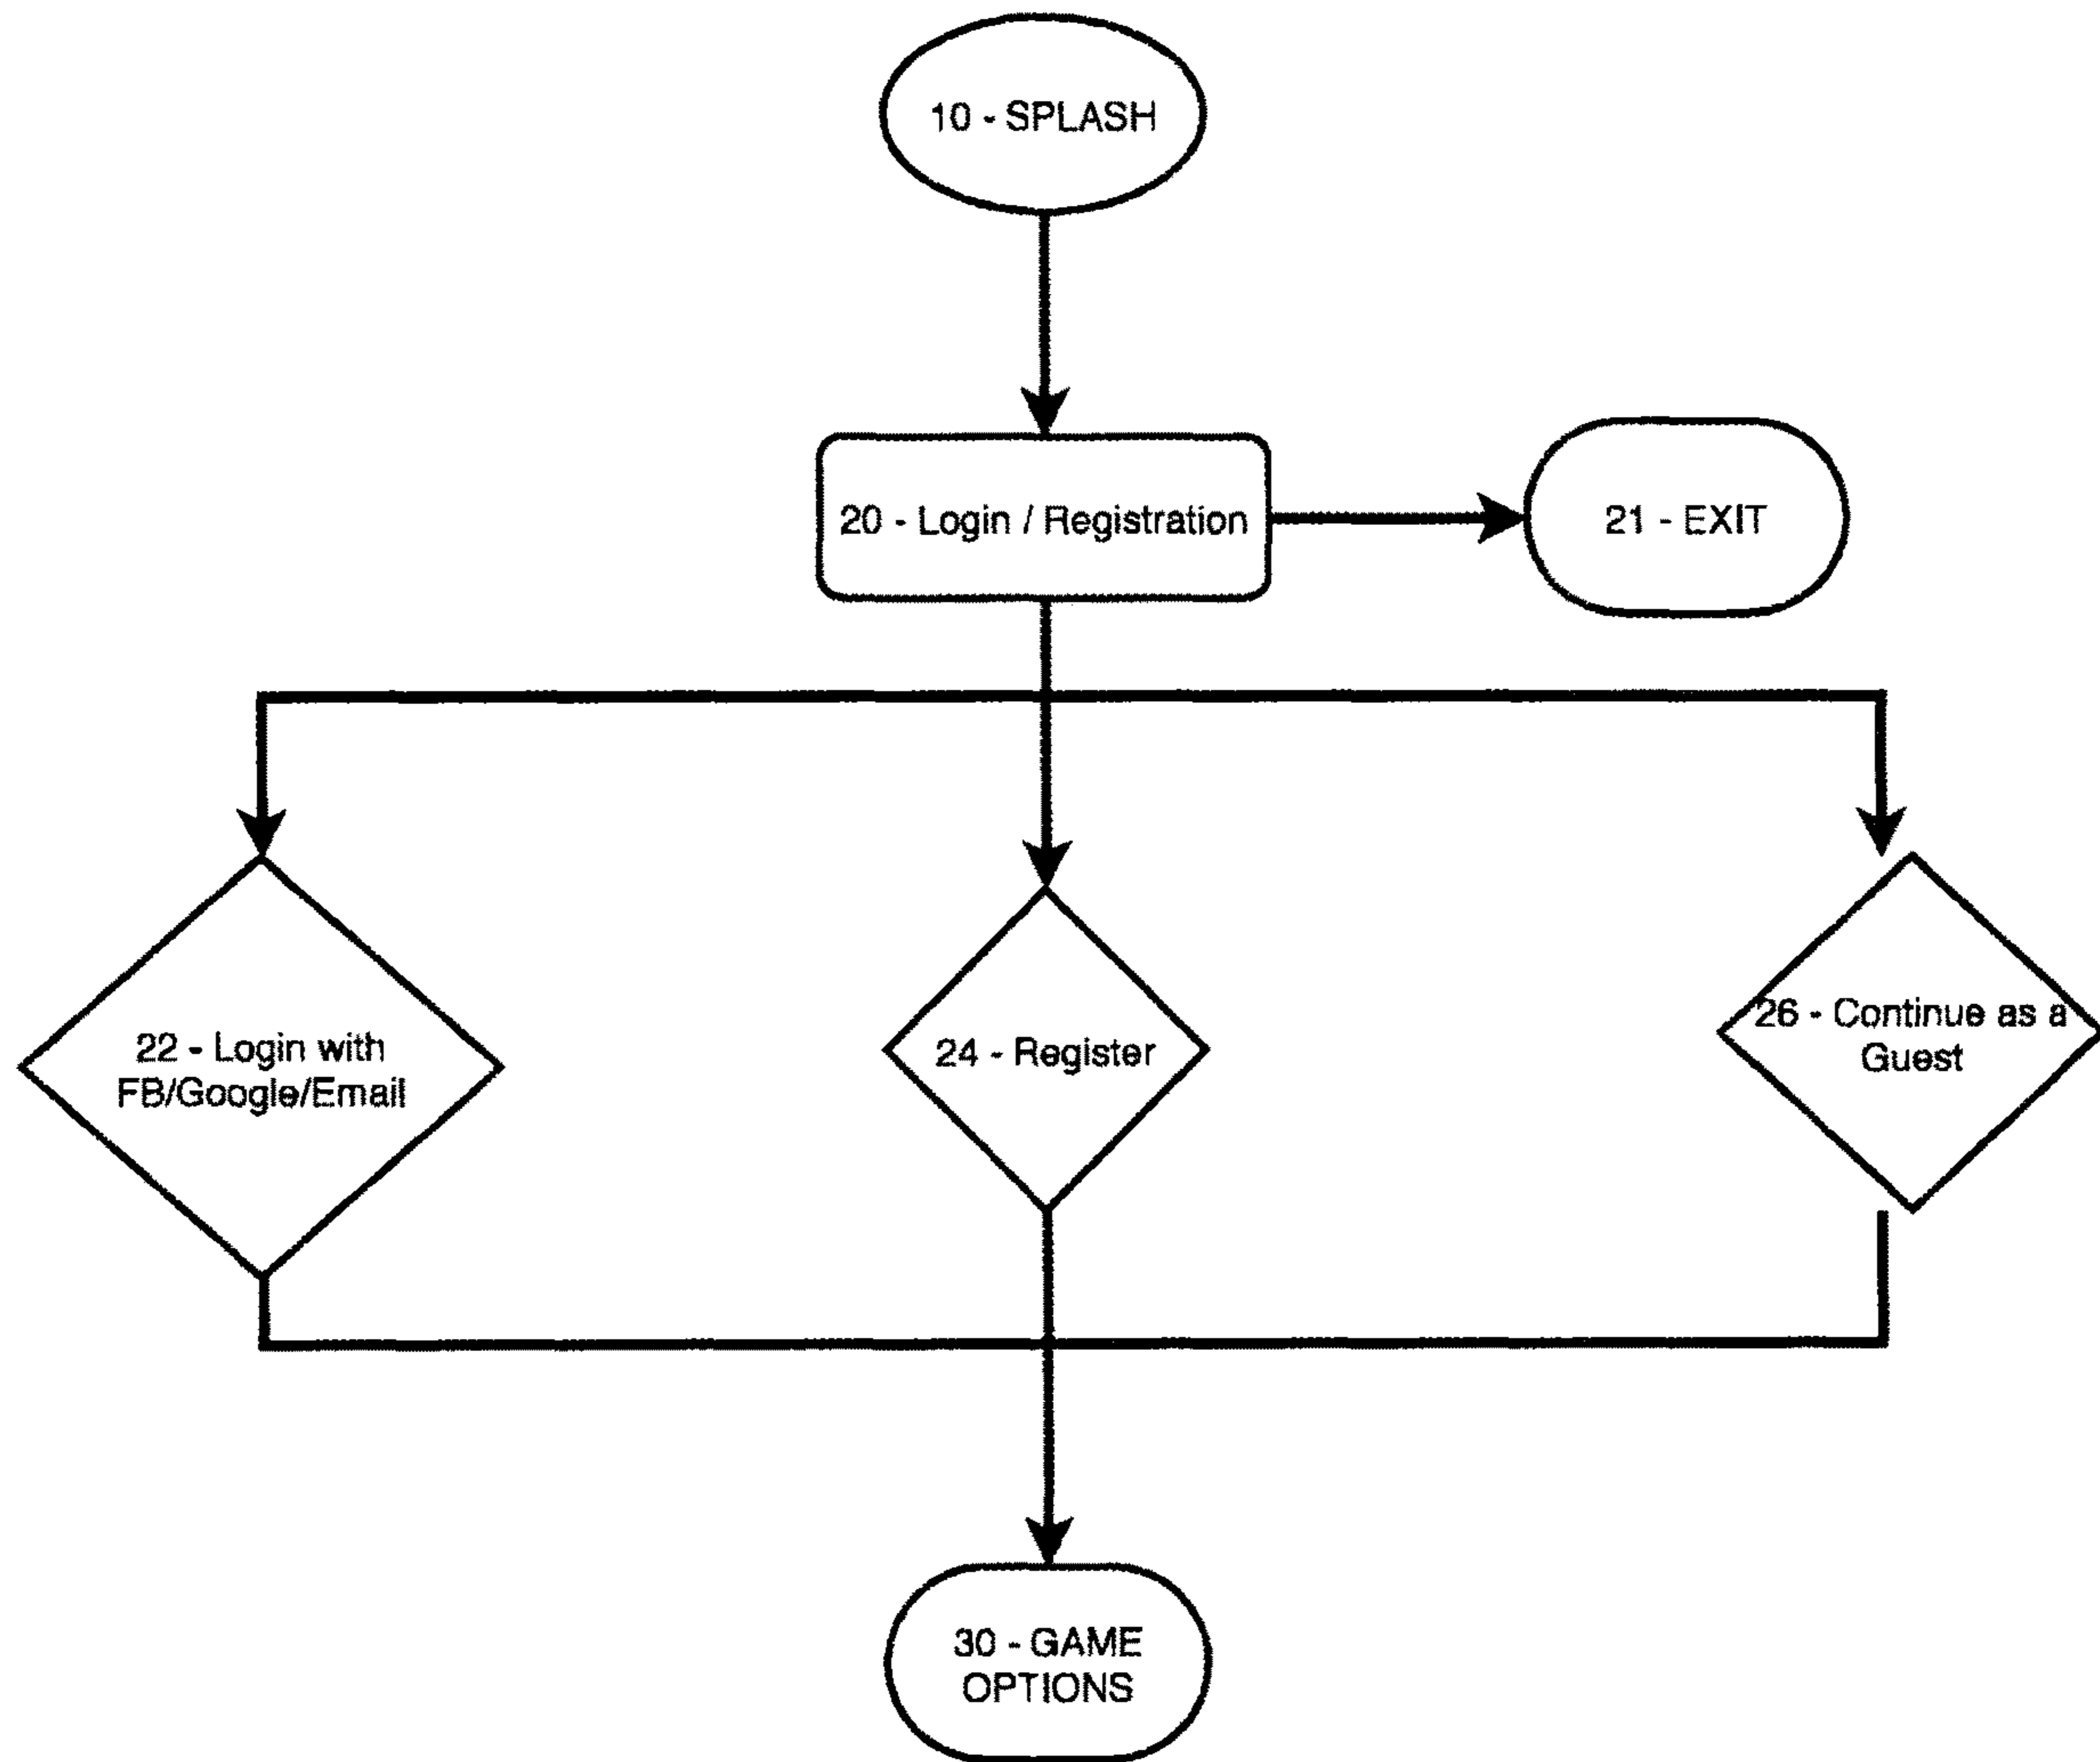 10 - SPLASH
20 - Login / Registration
21 - EXIT
22 - Login with
FB/Google/Email
24 - Register
26 - Continue as a
Guest
30 - GAME
OPTIONS